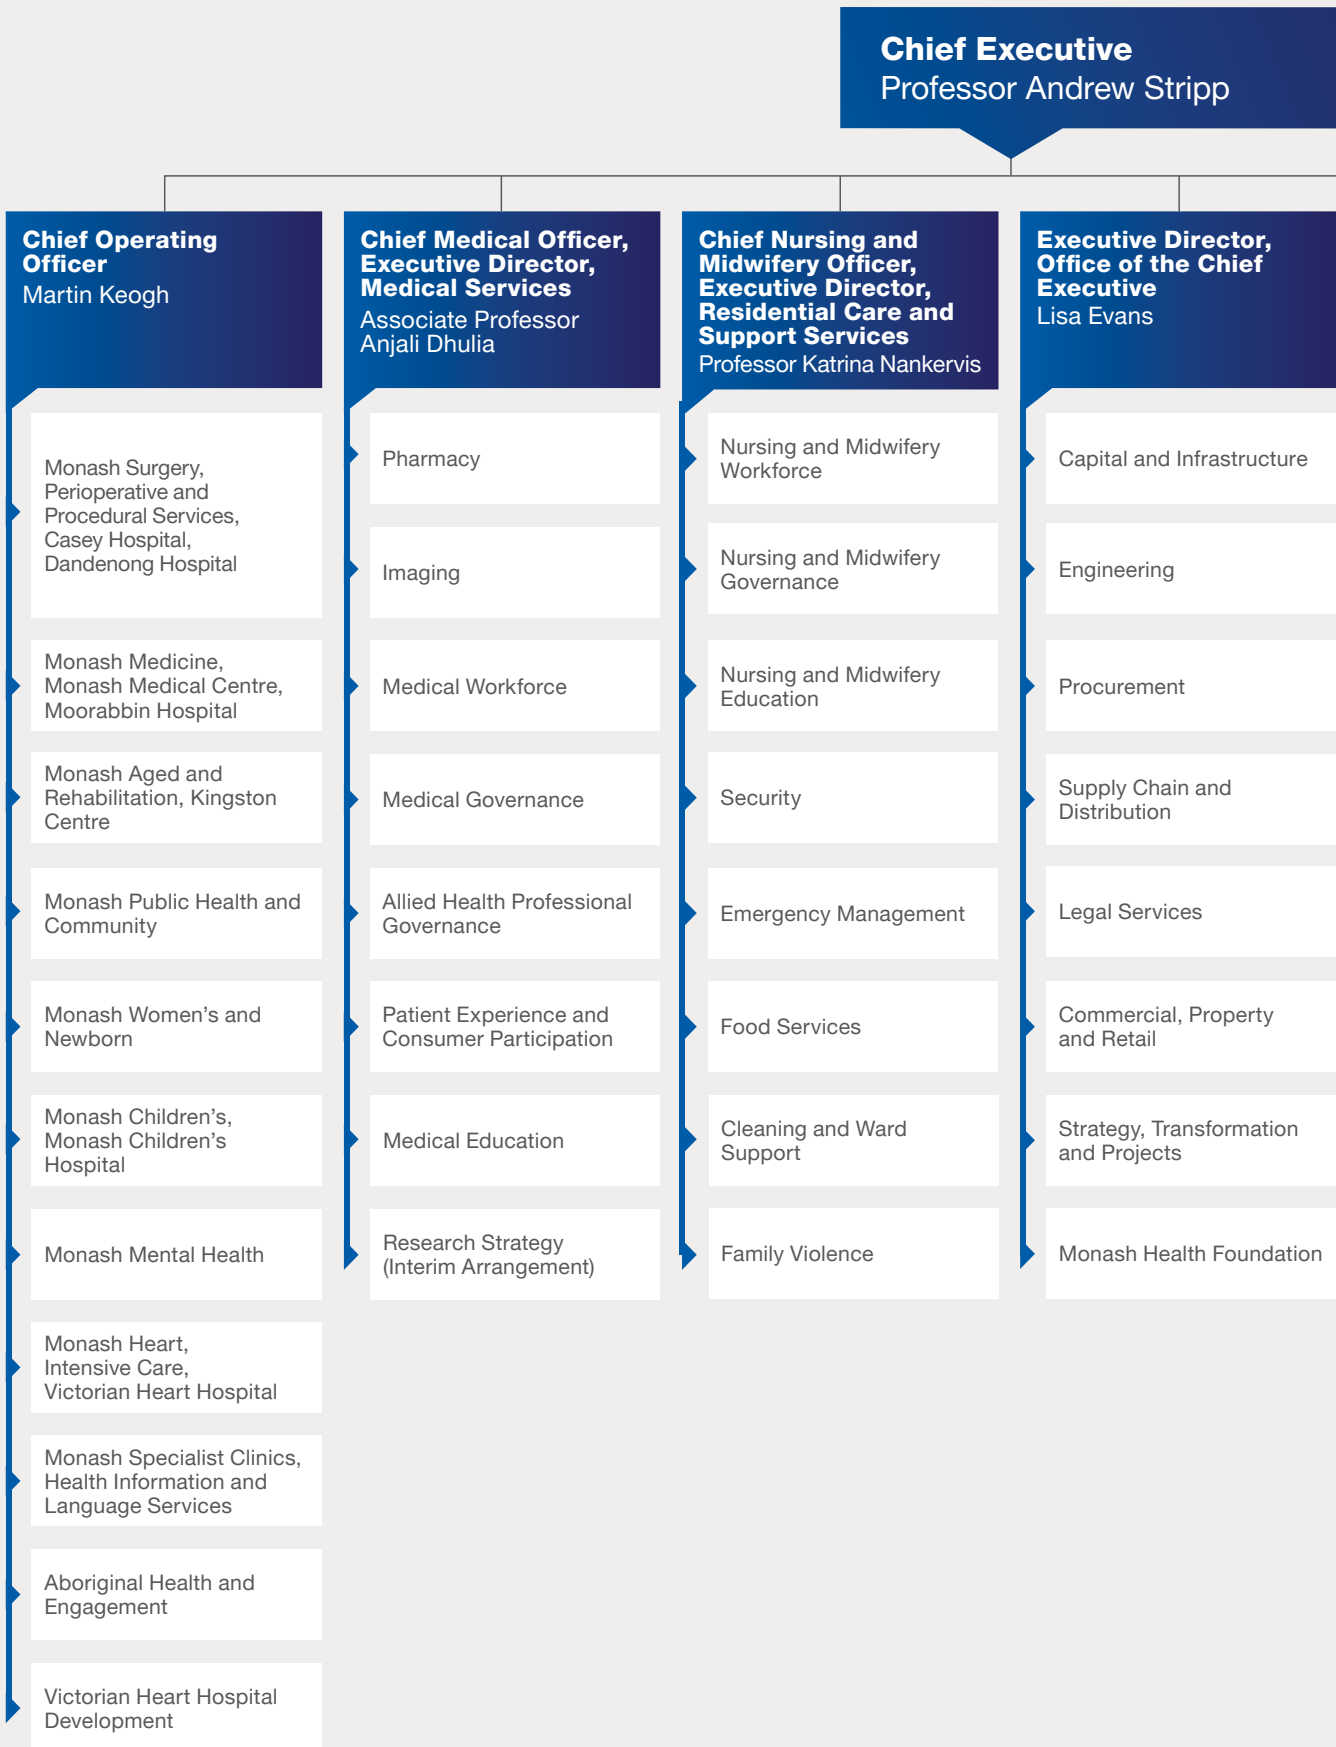 Chief Executive
Professor Andrew Stripp
Chief Operating
Officer
Martin Keogh
Monash Surgery,
Perioperative and
Procedural Services,
Casey Hospital,
Dandenong Hospital
Monash Medicine,
Monash Medical Centre,
Moorabbin Hospital
Monash Aged and
Rehabilitation, Kingston
Centre
Monash Public Health and
Community
Monash Women's and
Newborn
Monash Children's,
Monash Children's
Hospital
Monash Mental Health
Monash Heart,
Intensive Care,
Victorian Heart Hospital
Monash Specialist Clinics,
Health Information and
Language Services
Aboriginal Health and
Engagement
Victorian Heart Hospital
Development
Chief Medical Officer,
Executive Director,
Medical Services
Associate Professor
Anjali Dhulia
Pharmacy
Imaging
Medical Workforce
Medical Governance
Allied Health Professional
Governance
Patient Experience and
Consumer Participation
Medical Education
Research Strategy
(Interim Arrangement)
Chief Nursing and
Midwifery Officer,
Executive Director,
Residential Care and
Support Services
Professor Katrina Nankervis
Nursing and Midwifery
Workforce
Nursing and Midwifery
Governance
Nursing and Midwifery
Education
Security
Emergency Management
Food Services
Cleaning and Ward
Support
Family Violence
Executive Director,
Office of the Chief
Executive
Lisa Evans
Capital and Infrastructure
Engineering
Procurement
Supply Chain and
Distribution
Legal Services
Commercial, Property
and Retail
Strategy, Transformation
and Projects
Monash Health Foundation